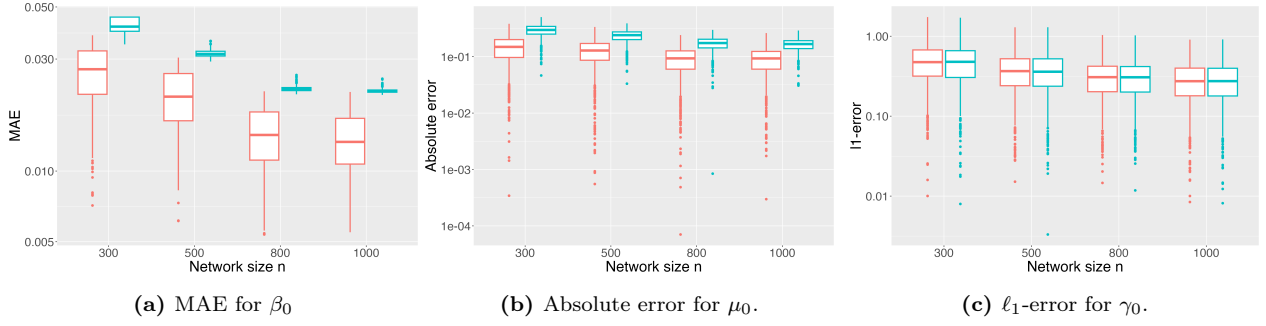 0.050
0.030
0.010
0.005
MAE
300
500
800
1000
Network size n
(a) MAE for β₀
1e-01
1e-02
1e-03
1e-04
Absolute error
300
500
800
1000
Network size n
(b) Absolute error for μ₀.
1.00
0.10
0.01
l1-error
300
500
800
1000
Network size n
(c) ℓ₁-error for γ₀.